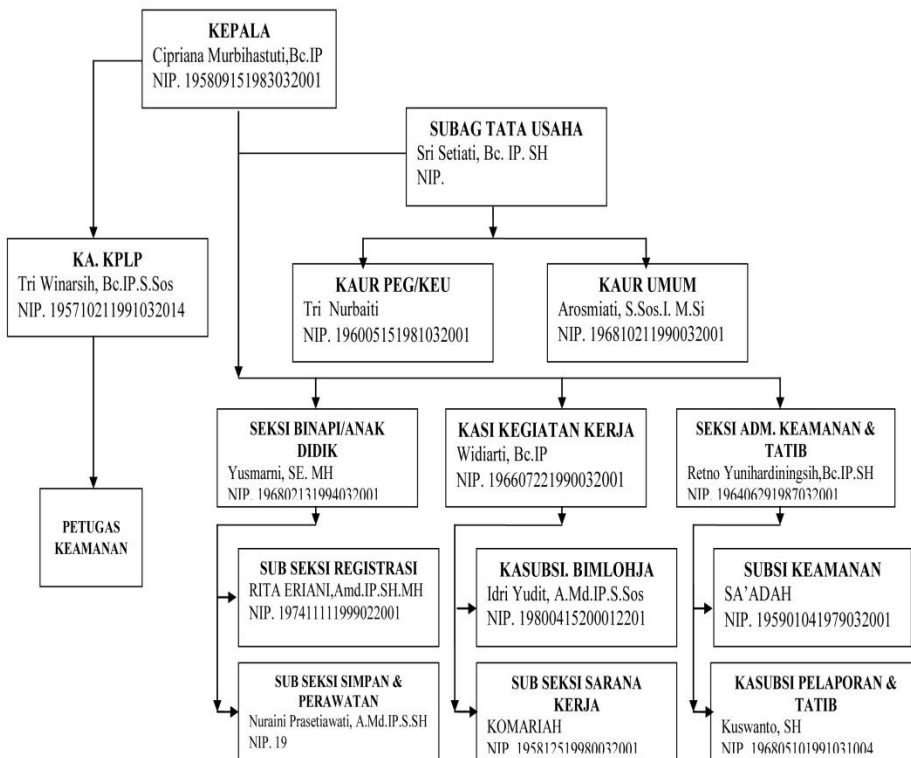 KEPALA
Cipriana Murbihastuti,Bc.IP
NIP. 195809151983032001
SUBAG TATA USAHA
Sri Setiati, Bc. IP. SH
NIP.
KA. KPLP
Tri Winarsih, Bc.IP.S.Sos
NIP. 195710211991032014
KAUR PEG/KEU
Tri Nurbaiti
NIP. 196005151981032001
KAUR UMUM
Arosmiati, S.Sos.I. M.Si
NIP. 196810211990032001
SEKSI BINAPI/ANAK
DIDIK
Yusmarni, SE. MH
NIP. 196802131994032001
KASI KEGIATAN KERJA
Widiarti, Bc.IP
NIP. 196607221990032001
SEKSI ADM. KEAMANAN &
TATIB
Retno Yunihardiningsih,Bc.IP.SH
NIP. 196406291987032001
PETUGAS
KEAMANAN
SUB SEKSI REGISTRASI
RITA ERIANI,Amd.IP.SH.MH
NIP. 197411111999022001
KASUBSI. BIMLOHJA
Idri Yudit, A.Md.IP.S.Sos
NIP. 19800415200012201
SUBSI KEAMANAN
SA’ADAH
NIP. 195901041979032001
SUB SEKSI SIMPAN &
PERAWATAN
Nuraini Prasetiawati, A.Md.IP.S.SH
NIP. 19
SUB SEKSI SARANA
KERJA
KOMARIAH
NIP. 195812519980032001
KASUBSI PELAPORAN &
TATIB
Kuswanto, SH
NIP. 196805101991031004